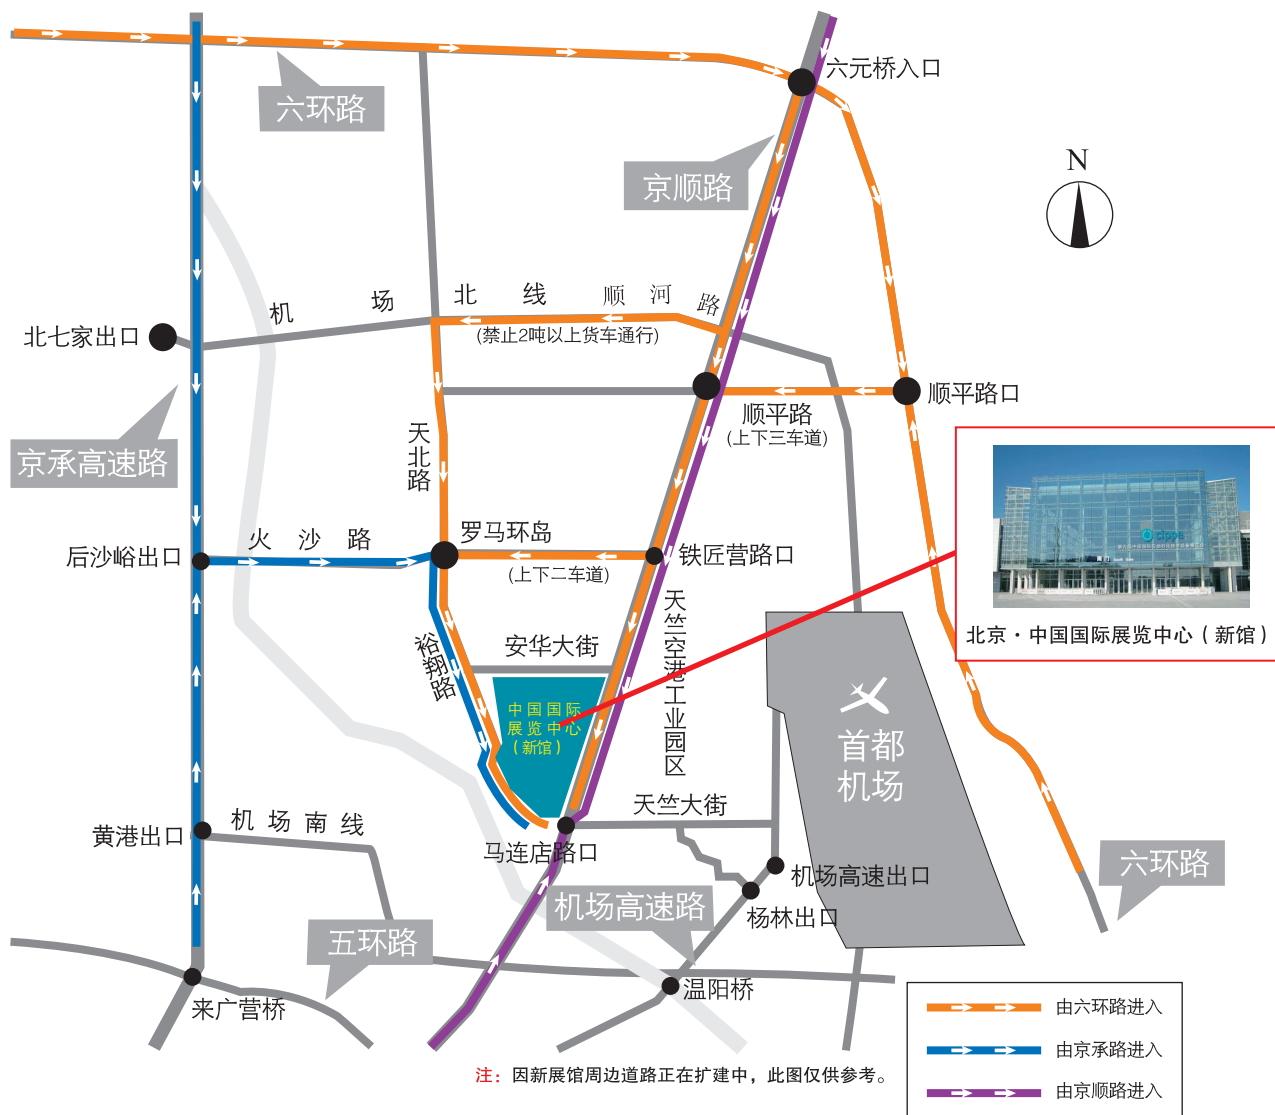 六元桥入口
六环路
京顺路
N
机场北线
顺河路
(禁止2吨以上货车通行)
北七家出口
顺平路口
顺平路
(上下三车道)
天北路
京承高速路
罗马环岛
火沙路
后沙峪出口
铁匠营路口
(上下二车道)
cippe
天竺空港工业园区
安华大街
裕翔路
北京·中国国际展览中心（新馆）
中国国际
展览中心
（新馆）
首都
机场
天竺大街
机场南线
黄港出口
马连店路口
机场高速出口
六环路
机场高速路
杨林出口
五环路
温阳桥
来广营桥
由六环路进入
由京承路进入
由京顺路进入
注：因新展馆周边道路正在扩建中，此图仅供参考。